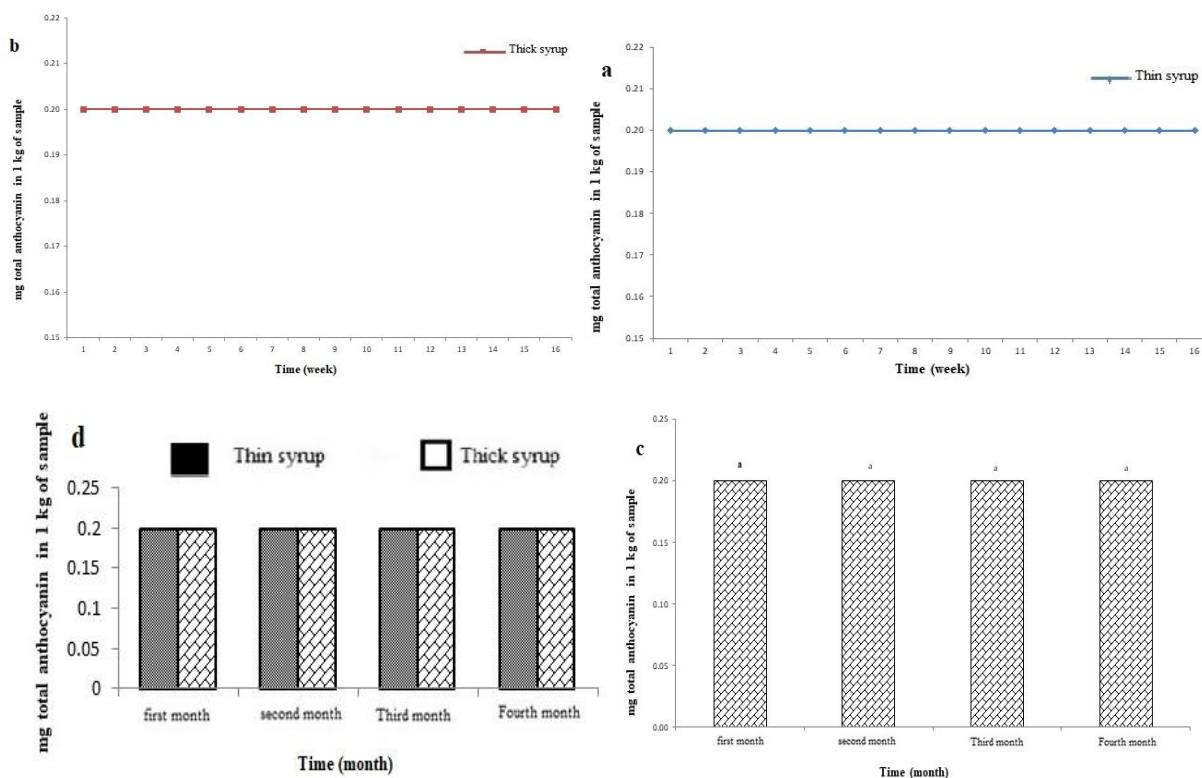 b
0.22
0.21
0.20
0.19
0.18
0.17
0.16
0.15
mg total anthocyanin in 1 kg of sample
Thick syrup
1 2 3 4 5 6 7 8 9 10 11 12 13 14 15 16
Time (week)
a
0.22
0.21
0.20
0.19
0.18
0.17
0.16
0.15
mg total anthocyanin in 1 kg of sample
Thin syrup
1 2 3 4 5 6 7 8 9 10 11 12 13 14 15 16
Time (week)
d
Thin syrup Thick syrup
mg total anthocyanin in 1 kg of sample
0.25
0.2
0.15
0.1
0.05
0
first month second month Third month Fourth month
Time (month)
c
mg total anthocyanin in 1 kg of sample
0.25
0.20
0.15
0.10
0.05
0.00
a a a a
first month second month Third month Fourth month
Time (month)